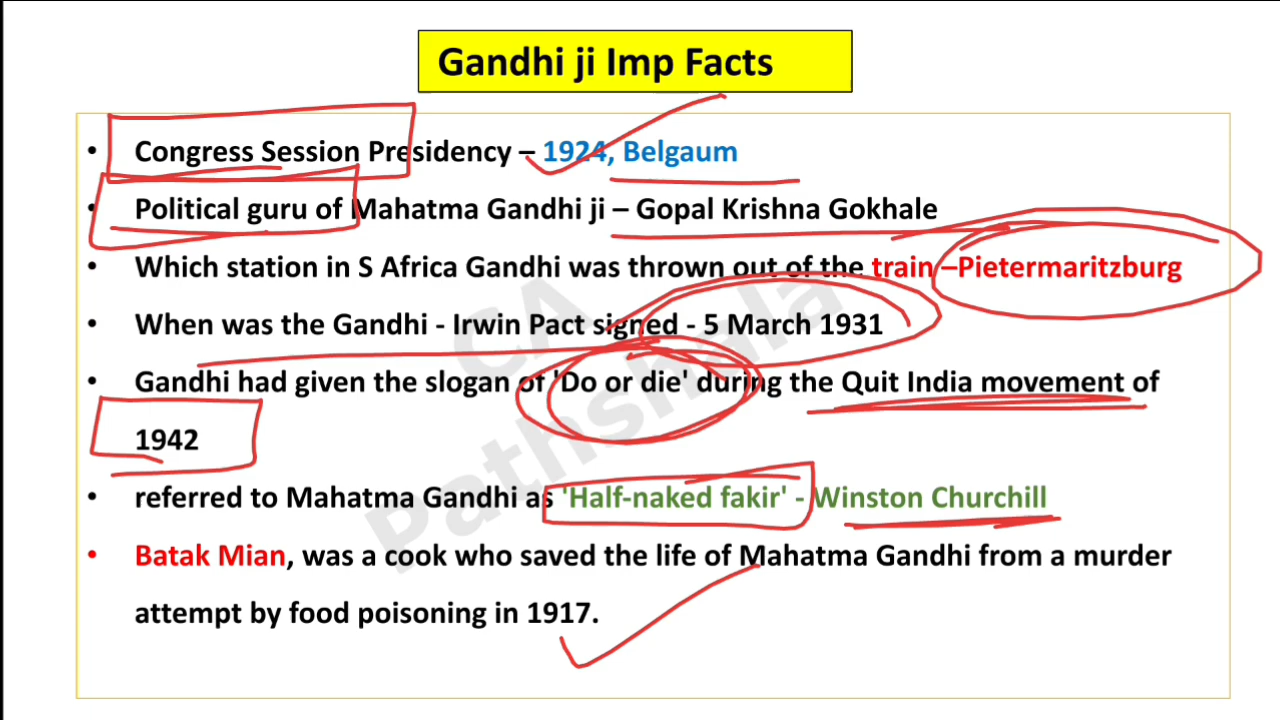 Gandhi ji Imp Facts
• Congress Session Presidency – 1924, Belgaum
• Political guru of Mahatma Gandhi ji – Gopal Krishna Gokhale
• Which station in S Africa Gandhi was thrown out of the train –Pietermaritzburg
• When was the Gandhi - Irwin Pact signed - 5 March 1931
• Gandhi had given the slogan of 'Do or die' during the Quit India movement of
1942
• referred to Mahatma Gandhi as 'Half-naked fakir' - Winston Churchill
• Batak Mian, was a cook who saved the life of Mahatma Gandhi from a murder
attempt by food poisoning in 1917.
CA
Pathshala